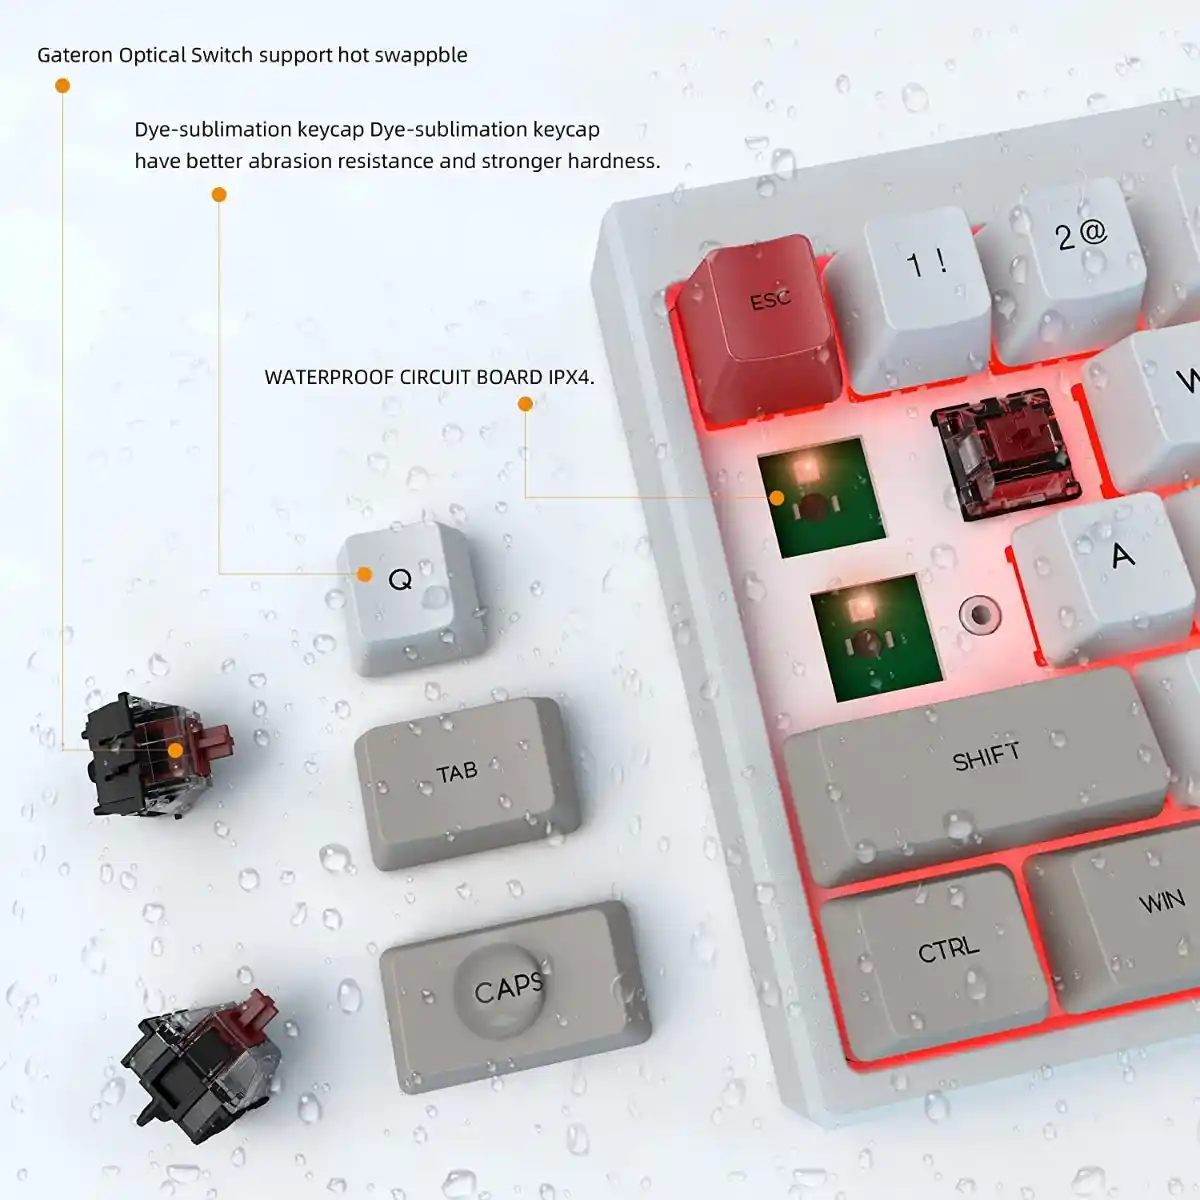 Gateron Optical Switch support hot swappble
Dye-sublimation keycap Dye-sublimation keycap
have better abrasion resistance and stronger hardness.
WATERPROOF CIRCUIT BOARD IPX4.
ESC
1 !
2 @
W
A
Q
TAB
SHIFT
CAPS
CTRL
WIN